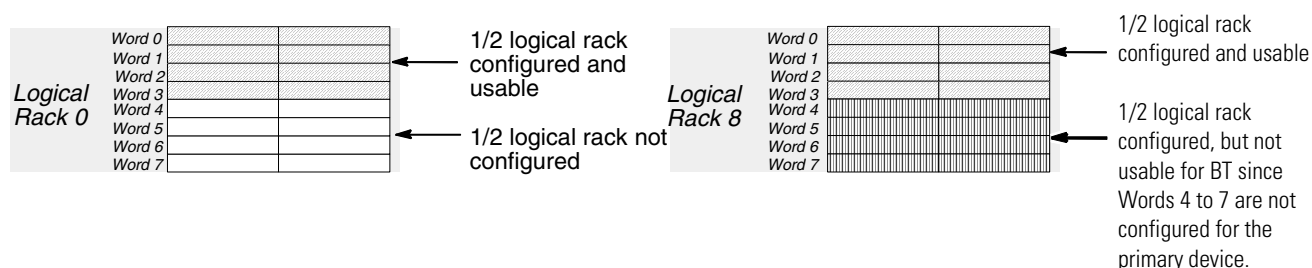 Logical
Rack 0
Word 0
Word 1
Word 2
Word 3
Word 4
Word 5
Word 6
Word 7
1/2 logical rack
configured and
usable
1/2 logical rack not
configured
Logical
Rack 8
Word 0
Word 1
Word 2
Word 3
Word 4
Word 5
Word 6
Word 7
1/2 logical rack
configured and usable
1/2 logical rack
configured, but not
usable for BT since
Words 4 to 7 are not
configured for the
primary device.